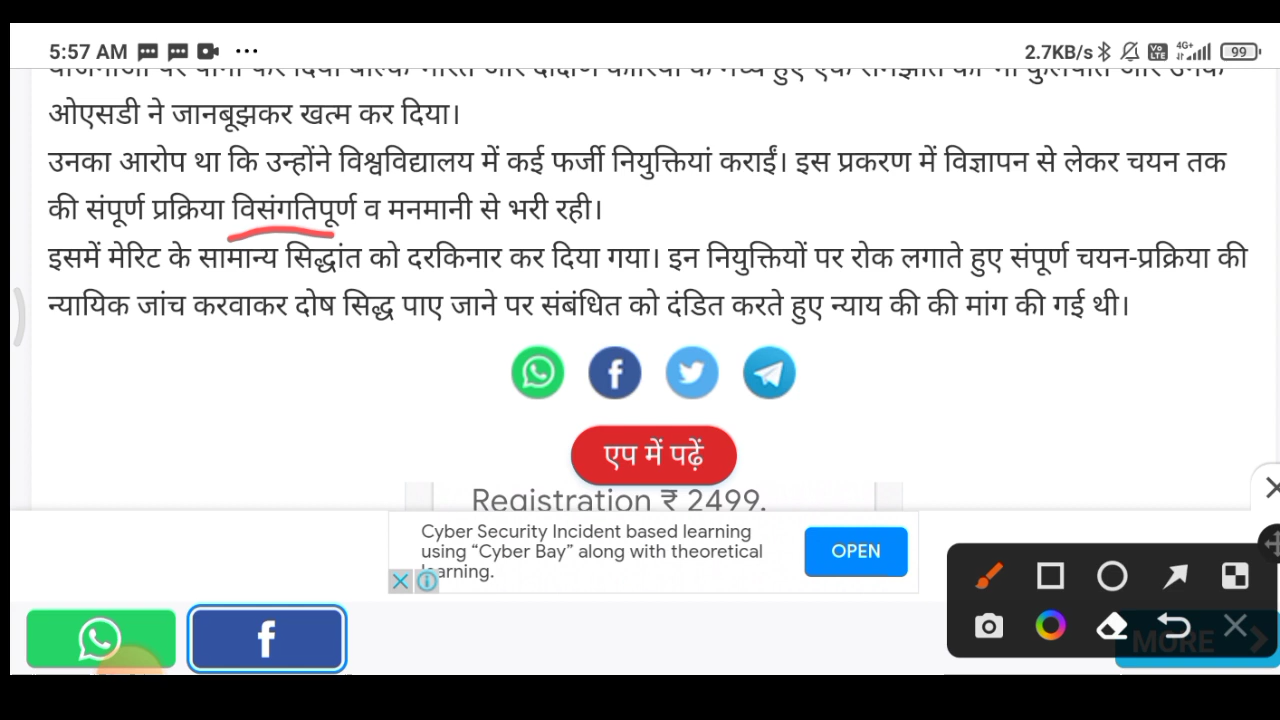 5:57 AM ... 2.7KB/s 4G+ 99
ओएसडी ने जानबूझकर खत्म कर दिया।
उनका आरोप था कि उन्होंने विश्वविद्यालय में कई फर्जी नियुक्तियां कराईं। इस प्रकरण में विज्ञापन से लेकर चयन तक
की संपूर्ण प्रक्रिया विसंगतिपूर्ण व मनमानी से भरी रही।
इसमें मेरिट के सामान्य सिद्धांत को दरकिनार कर दिया गया। इन नियुक्तियों पर रोक लगाते हुए संपूर्ण चयन-प्रक्रिया की
न्यायिक जांच करवाकर दोष सिद्ध पाए जाने पर संबंधित को दंडित करते हुए न्याय की की मांग की गई थी।
एप में पढ़ें
Registration ₹ 2499.
Cyber Security Incident based learning
using “Cyber Bay” along with theoretical
learning.
OPEN
MORE